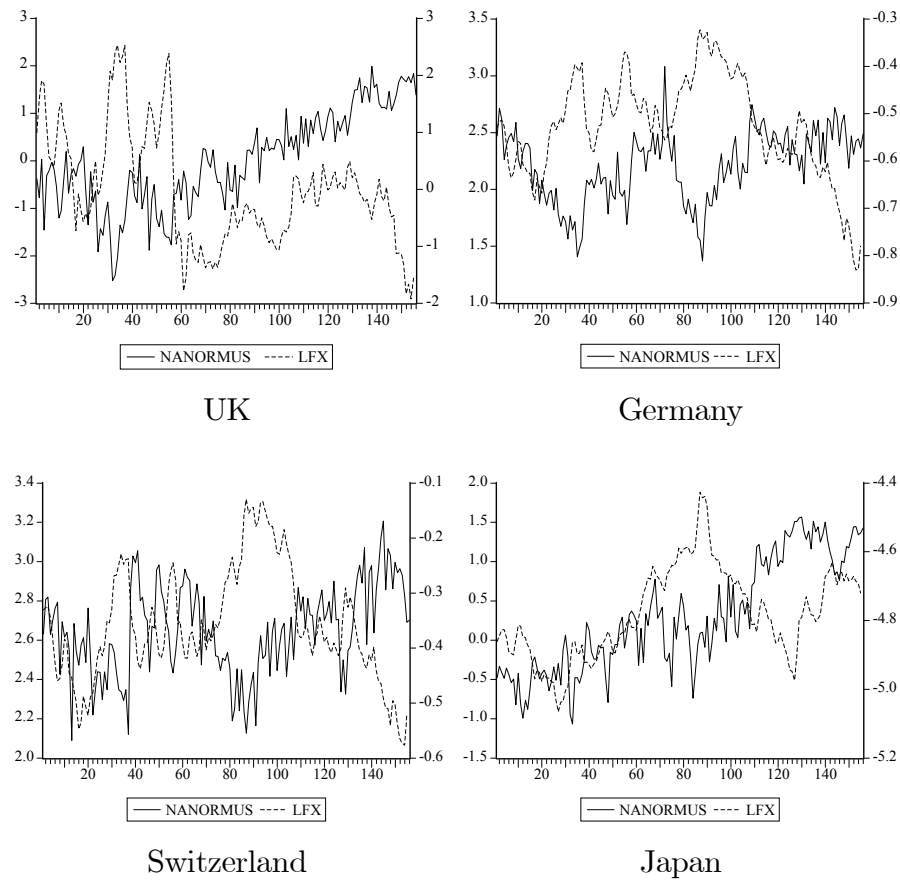 3 3
2 2
1 1
0 0
-1 -1
-2
-3 -2
20 40 60 80 100 120 140
NANORMUS LFX
UK
3.5 -0.3
3.0 -0.4
2.5 -0.5
-0.6
2.0 -0.7
1.5 -0.8
1.0 -0.9
20 40 60 80 100 120 140
NANORMUS LFX
Germany
3.4 -0.1
3.2 -0.2
3.0
2.8 -0.3
2.6 -0.4
2.4
2.2 -0.5
2.0 -0.6
20 40 60 80 100 120 140
NANORMUS LFX
Switzerland
2.0 -4.4
1.5
1.0 -4.6
0.5
0.0 -4.8
-0.5
-1.0 -5.0
-1.5 -5.2
20 40 60 80 100 120 140
NANORMUS LFX
Japan